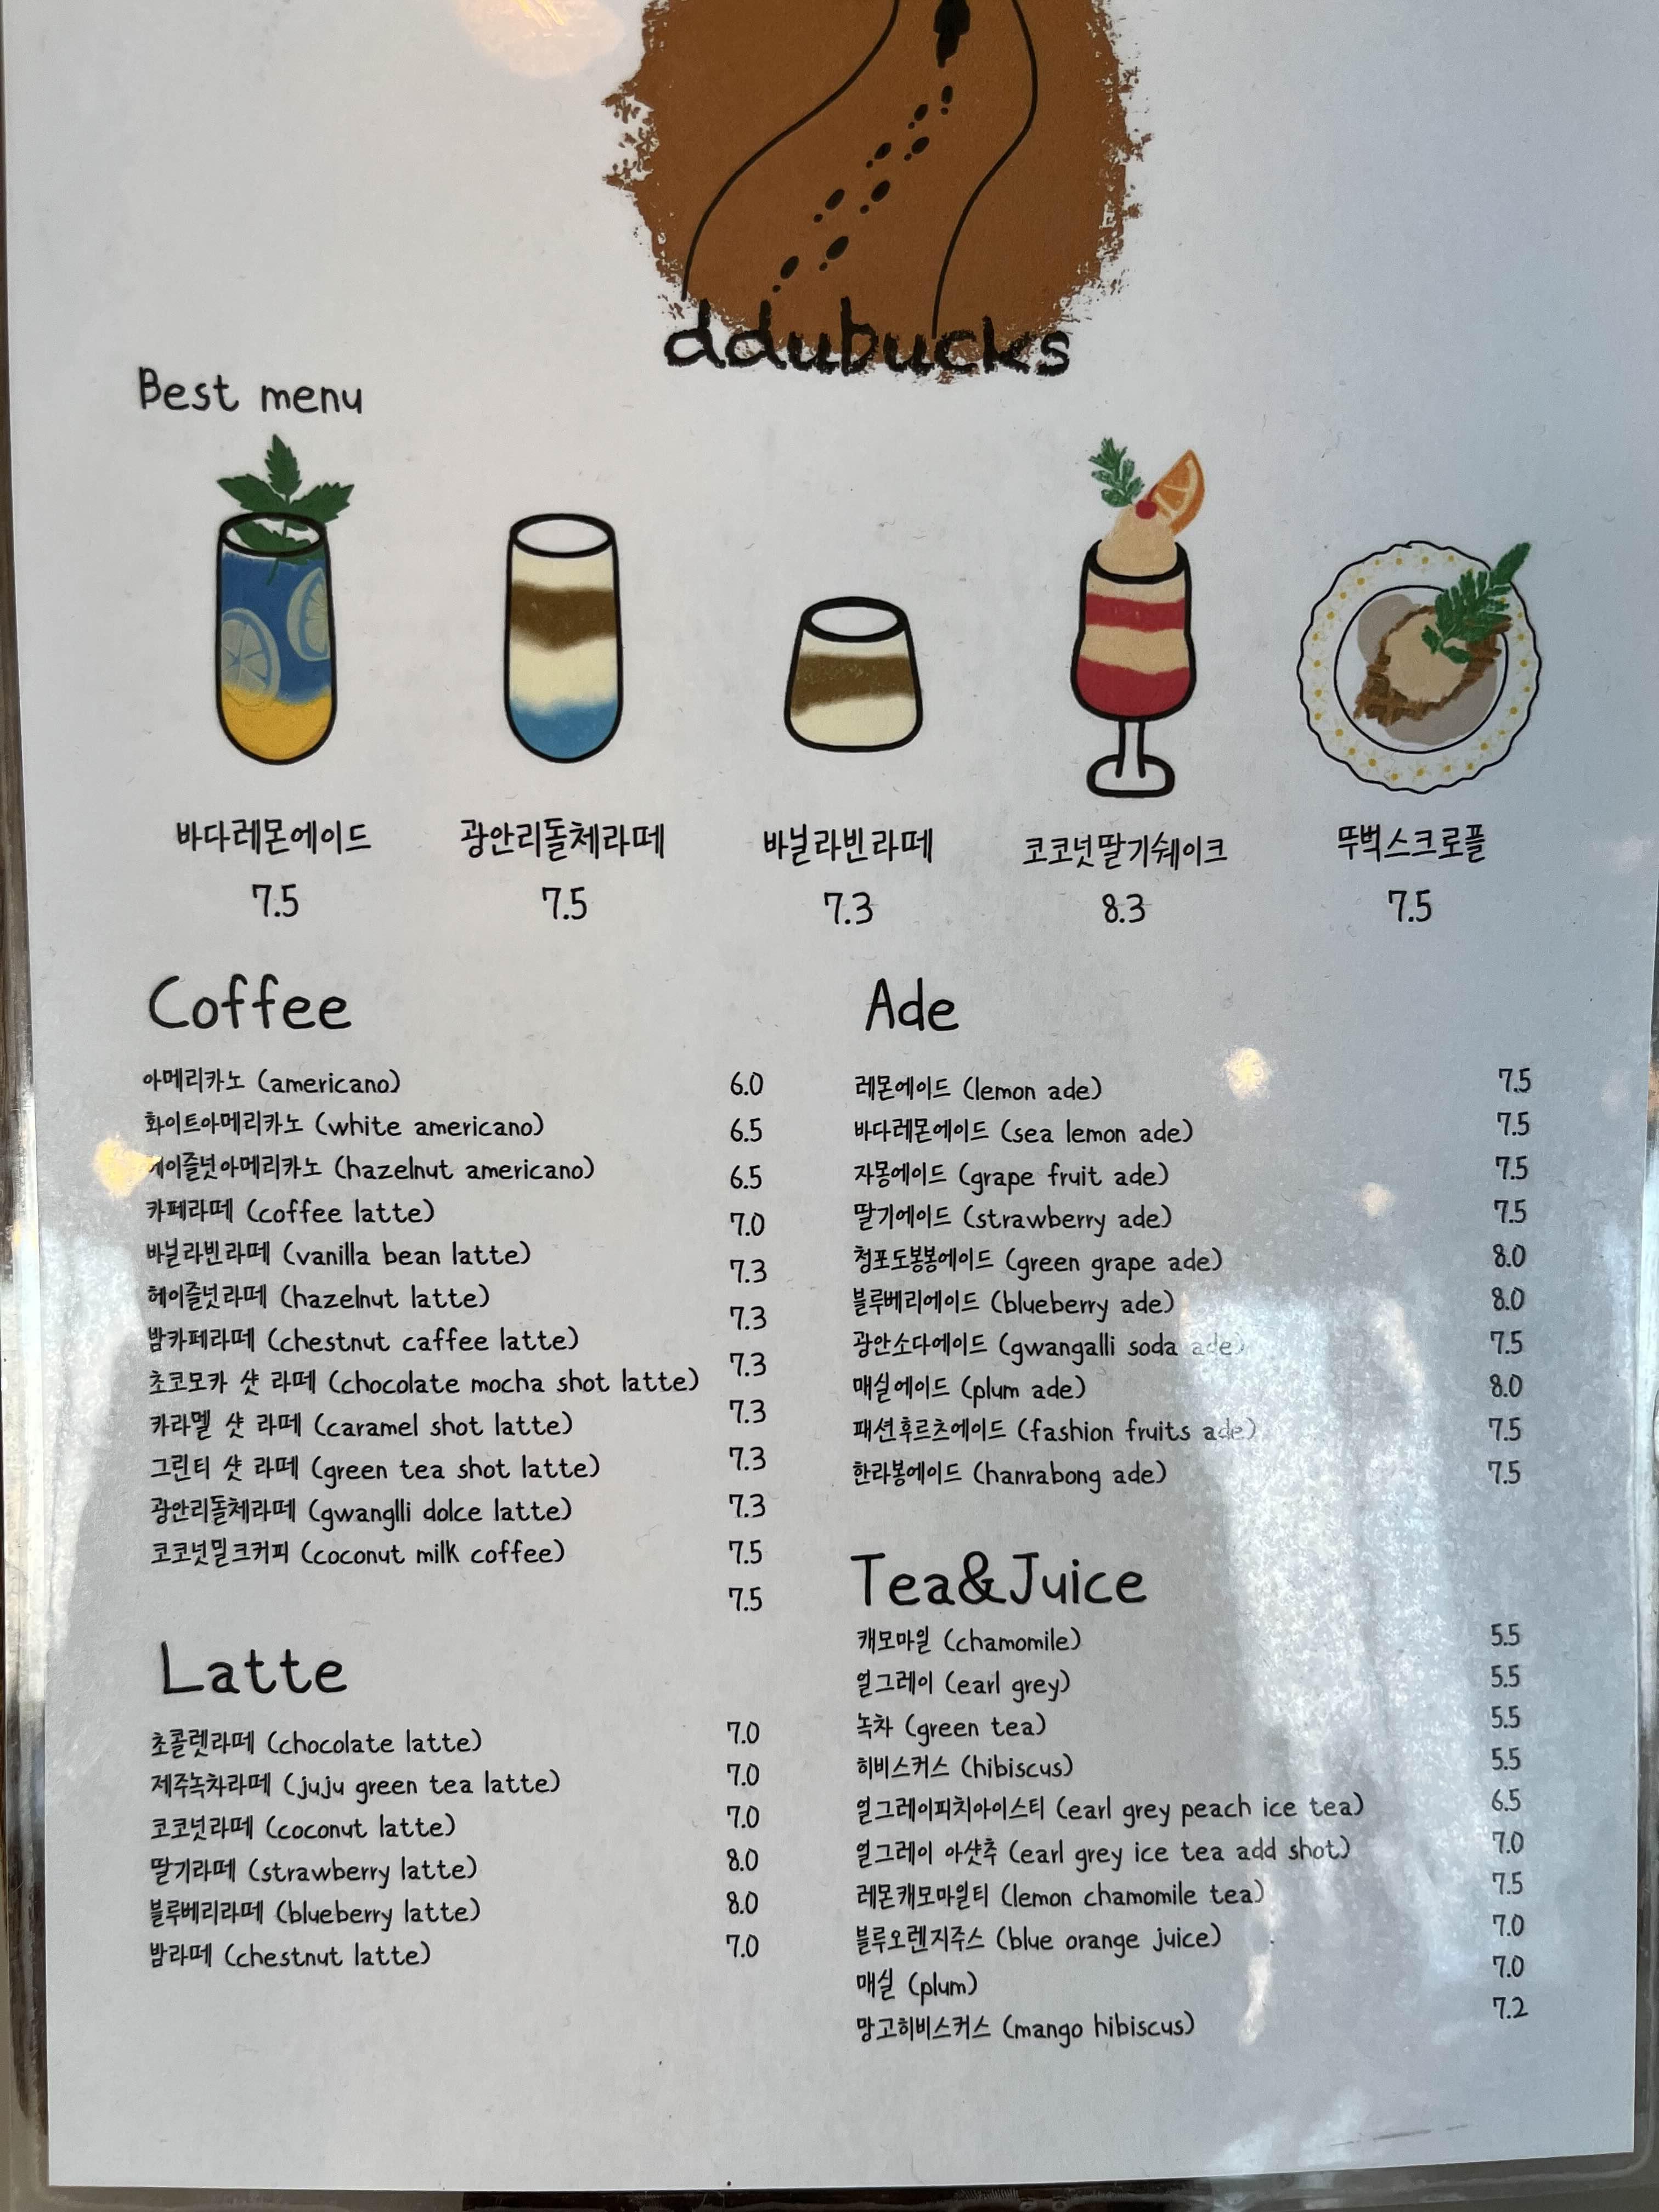 ddubucks
Best menu
바다레몬에이드
7.5
광안리돌체라떼
7.5
바닐라빈라떼
7.3
코코넛딸기쉐이크
8.3
뚜벅스크로플
7.5
Coffee
아메리카노 (americano) 6.0
화이트아메리카노 (white americano) 6.5
헤이즐넛아메리카노 (hazelnut americano) 6.5
카페라떼 (coffee latte) 7.0
바닐라빈라떼 (vanilla bean latte) 7.3
헤이즐넛라떼 (hazelnut latte) 7.3
밤카페라떼 (chestnut caffee latte) 7.3
초코모카 샷 라떼 (chocolate mocha shot latte) 7.3
카라멜 샷 라떼 (caramel shot latte) 7.3
그린티 샷 라떼 (green tea shot latte) 7.3
광안리돌체라떼 (gwanglli dolce latte) 7.5
코코넛밀크커피 (coconut milk coffee) 7.5
Latte
초콜렛라떼 (chocolate latte) 7.0
제주녹차라떼 (juju green tea latte) 7.0
코코넛라떼 (coconut latte) 7.0
딸기라떼 (strawberry latte) 8.0
블루베리라떼 (blueberry latte) 8.0
밤라떼 (chestnut latte) 7.0
Ade
레몬에이드 (lemon ade) 7.5
바다레몬에이드 (sea lemon ade) 7.5
자몽에이드 (grape fruit ade) 7.5
딸기에이드 (strawberry ade) 7.5
청포도봉봉에이드 (green grape ade) 8.0
블루베리에이드 (blueberry ade) 8.0
광안소다에이드 (gwangalli soda ade) 7.5
매실에이드 (plum ade) 8.0
패션후르츠에이드 (fashion fruits ade) 7.5
한라봉에이드 (hanrabong ade) 7.5
Tea&Juice
캐모마일 (chamomile) 5.5
얼그레이 (earl grey) 5.5
녹차 (green tea) 5.5
히비스커스 (hibiscus) 5.5
얼그레이피치아이스티 (earl grey peach ice tea) 6.5
얼그레이 아샷추 (earl grey ice tea add shot) 7.0
레몬캐모마일티 (lemon chamomile tea) 7.5
블루오렌지주스 (blue orange juice) 7.0
매실 (plum) 7.0
망고히비스커스 (mango hibiscus) 7.2